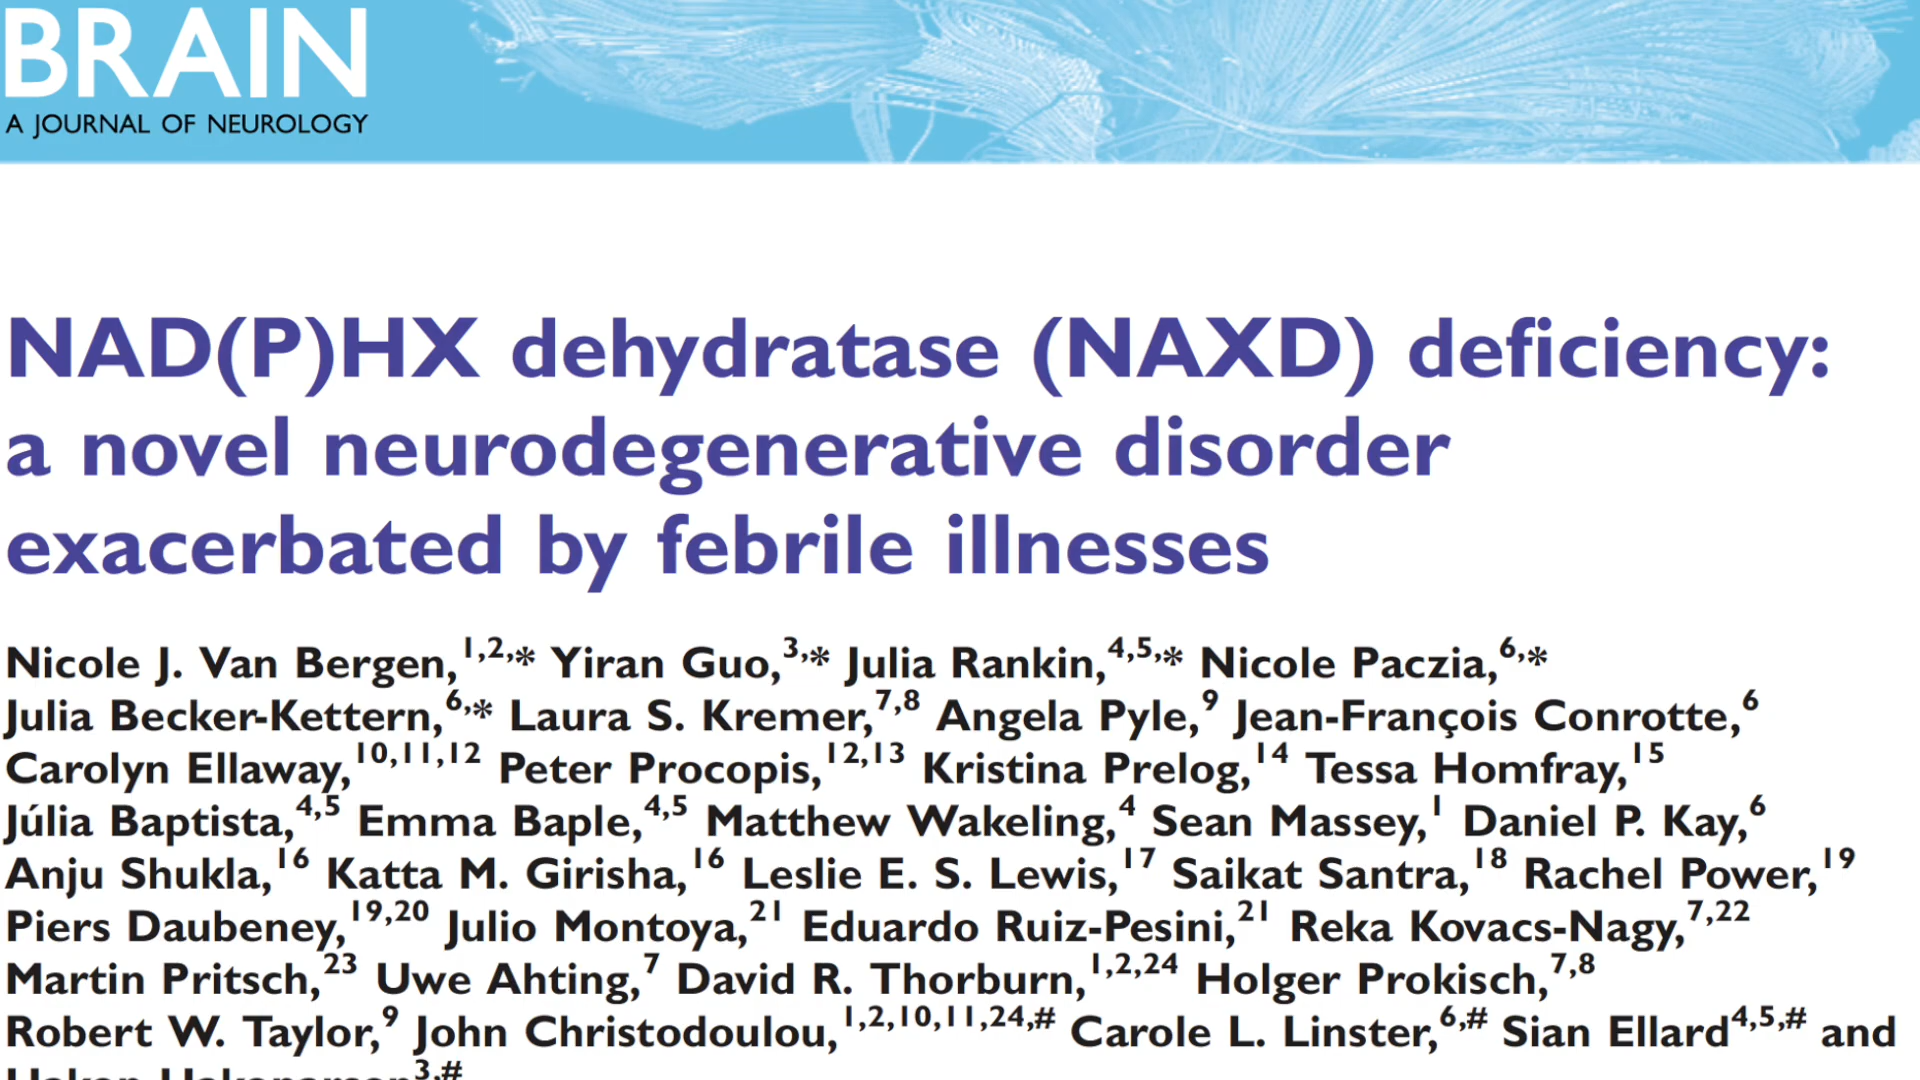 BRAIN
A JOURNAL OF NEUROLOGY
NAD(P)HX dehydratase (NAXD) deficiency:
a novel neurodegenerative disorder
exacerbated by febrile illnesses
Nicole J. Van Bergen,1,2,* Yiran Guo,3,* Julia Rankin,4,5,* Nicole Paczia,6,*
Julia Becker-Kettern,6,* Laura S. Kremer,7,8 Angela Pyle,9 Jean-François Conrotte,6
Carolyn Ellaway,10,11,12 Peter Procopis,12,13 Kristina Prelog,14 Tessa Homfray,15
Júlia Baptista,4,5 Emma Baple,4,5 Matthew Wakeling,4 Sean Massey,1 Daniel P. Kay,6
Anju Shukla,16 Katta M. Girisha,16 Leslie E. S. Lewis,17 Saikat Santra,18 Rachel Power,19
Piers Daubeney,19,20 Julio Montoya,21 Eduardo Ruiz-Pesini,21 Reka Kovacs-Nagy,7,22
Martin Pritsch,23 Uwe Ahting,7 David R. Thorburn,1,2,24 Holger Prokisch,7,8
Robert W. Taylor,9 John Christodoulou,1,2,10,11,24,# Carole L. Linster,6,# Sian Ellard4,5,# and
3,#